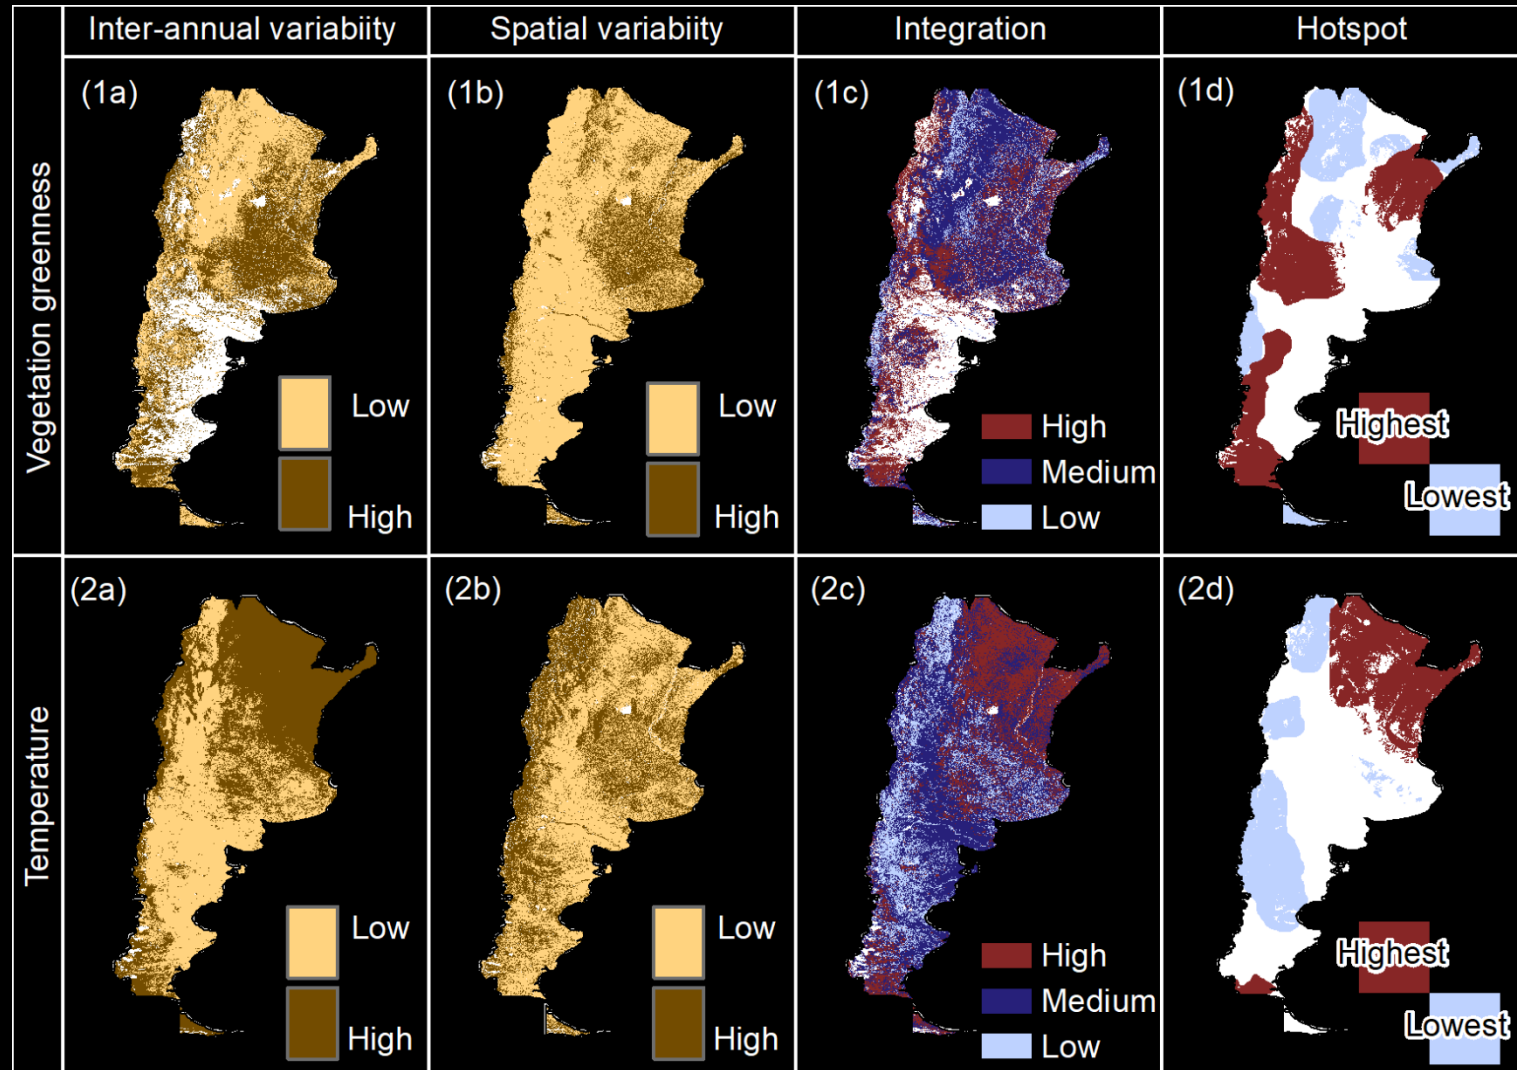 Inter-annual variabiity
Spatial variabiity
Integration
Hotspot
Vegetation greenness
(1a)
Low
High
(1b)
Low
High
(1c)
High
Medium
Low
(1d)
Highest
Lowest
Temperature
(2a)
Low
High
(2b)
Low
High
(2c)
High
Medium
Low
(2d)
Highest
Lowest